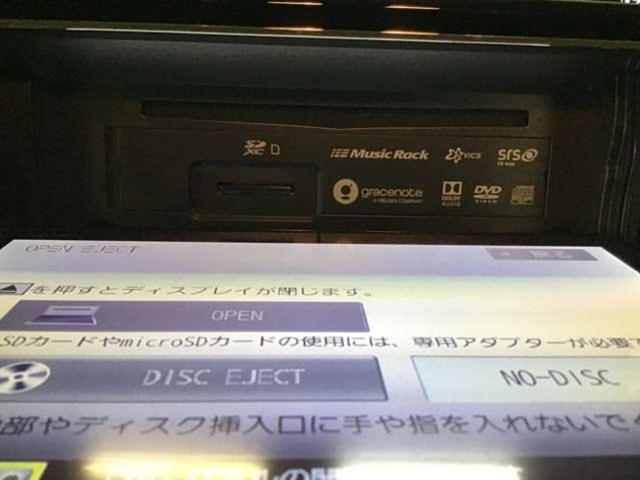 SD XC
Music Rack
VICS
SRS
gracenote
A NIELSEN COMPANY
DOLBY
AUDIO
DVD
VIDEO
OPEN EJECT
戻る
を押すとディスプレイが閉じます。
OPEN
SDカードやmicroSDカードの使用には、専用アダプターが必要で
DISC EJECT
NO-DISC
部やディスク挿入口に手や指を入れないで